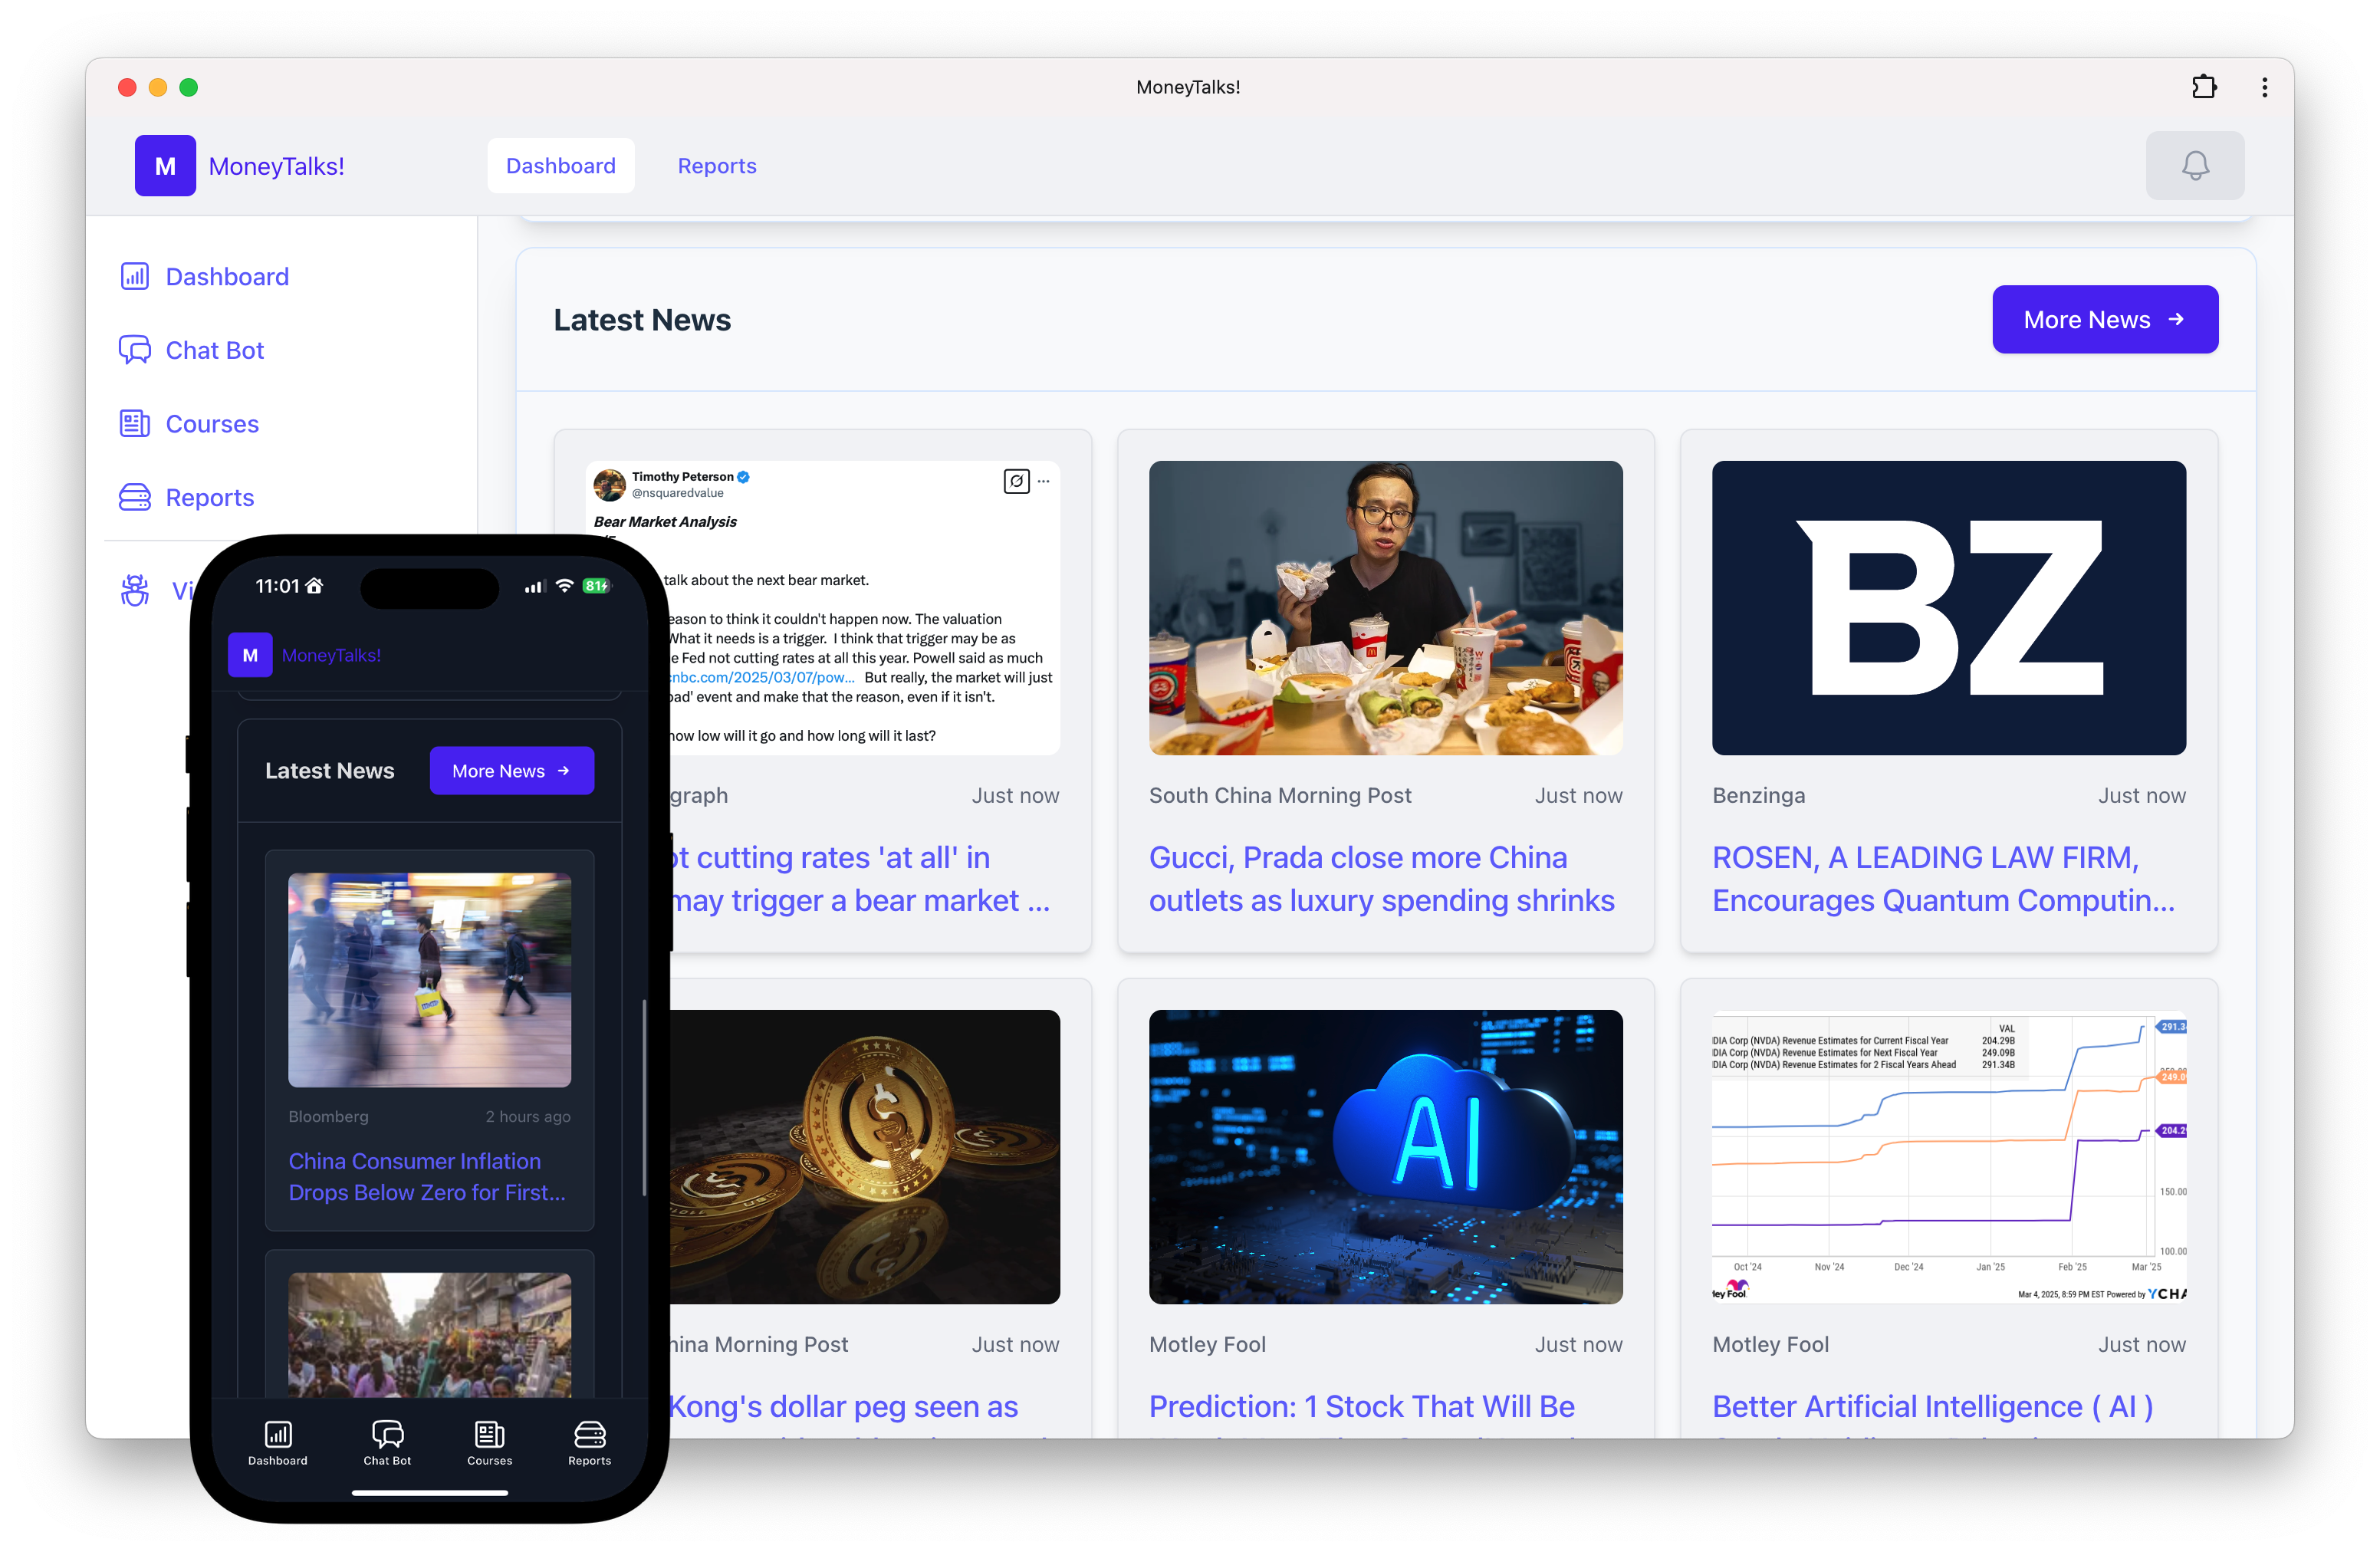 MoneyTalks!
M MoneyTalks!
Dashboard
Reports
Dashboard
Chat Bot
Courses
Reports
Latest News
More News →
Timothy Peterson
@nsquaredvalue
Bear Market Analysis
talk about the next bear market.
eason to think it couldn't happen now. The valuation
What it needs is a trigger. I think that trigger may be as
e Fed not cutting rates at all this year. Powell said as much
cnbc.com/2025/03/07/pow... But really, the market will just
bad' event and make that the reason, even if it isn't.
how low will it go and how long will it last?
graph
Just now
ot cutting rates 'at all' in
may trigger a bear market ...
South China Morning Post
Just now
Gucci, Prada close more China
outlets as luxury spending shrinks
BZ
Benzinga
Just now
ROSEN, A LEADING LAW FIRM,
Encourages Quantum Computin...
hina Morning Post
Just now
Kong's dollar peg seen as
AI
Motley Fool
Just now
Prediction: 1 Stock That Will Be
VAL
IDIA Corp (NVDA) Revenue Estimates for Current Fiscal Year 204.29B
IDIA Corp (NVDA) Revenue Estimates for Next Fiscal Year 249.09B
IDIA Corp (NVDA) Revenue Estimates for 2 Fiscal Years Ahead 291.34B
291.3
249.0
204.2
150.00
100.00
Oct '24 Nov '24 Dec '24 Jan '25 Feb '25 Mar '25
ley Fool
Mar 4, 2025, 8:59 PM EST Powered by YCHA
Motley Fool
Just now
Better Artificial Intelligence ( AI )
11:01
81
M MoneyTalks!
Latest News
More News →
Bloomberg
2 hours ago
China Consumer Inflation
Drops Below Zero for First...
Dashboard
Chat Bot
Courses
Reports